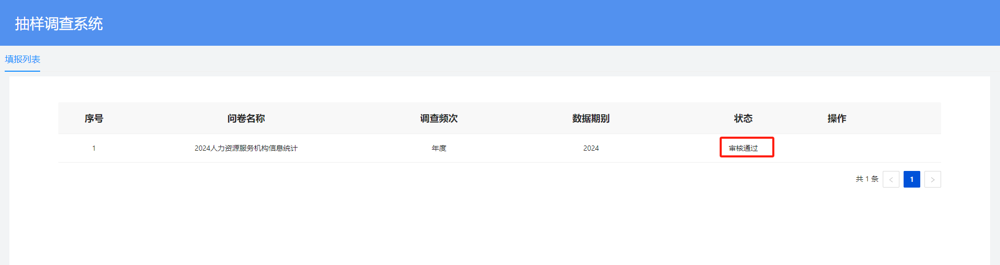 抽样调查系统
填报列表
序号 问卷名称 调查频次 数据期别 状态 操作
1 2024人力资源服务机构信息统计 年度 2024 审核通过
共 1 条 < 1 >